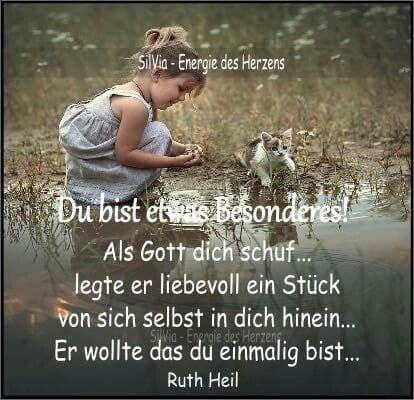 SilVia - Energie des Herzens
Du bist etwas Besonderes!
Als Gott dich schuf...
legte er liebevoll ein Stück
von sich selbst in dich hinein...
SilVia - Energie des Herzens
Er wollte das du einmalig bist...
Ruth Heil